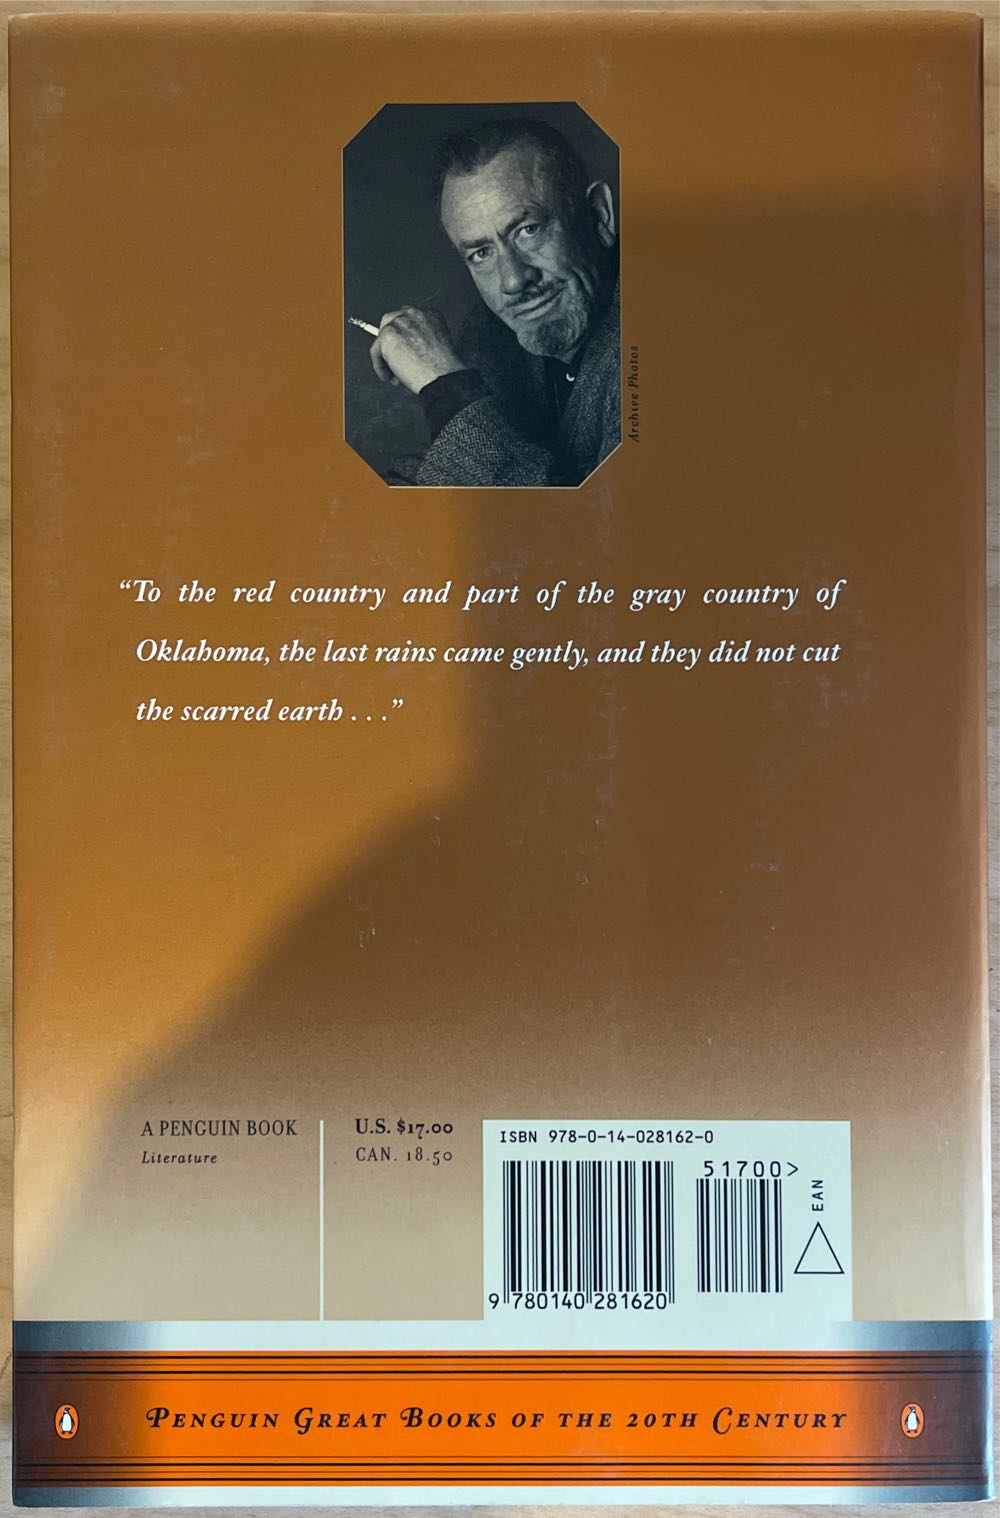 Archive Photos
“To the red country and part of the gray country of
Oklahoma, the last rains came gently, and they did not cut
the scarred earth . . .”
A PENGUIN BOOK
Literature
U.S. $17.00
CAN. 18.50
ISBN 978-0-14-028162-0
51700>
EAN
9 780140 281620
PENGUIN GREAT BOOKS OF THE 20TH CENTURY